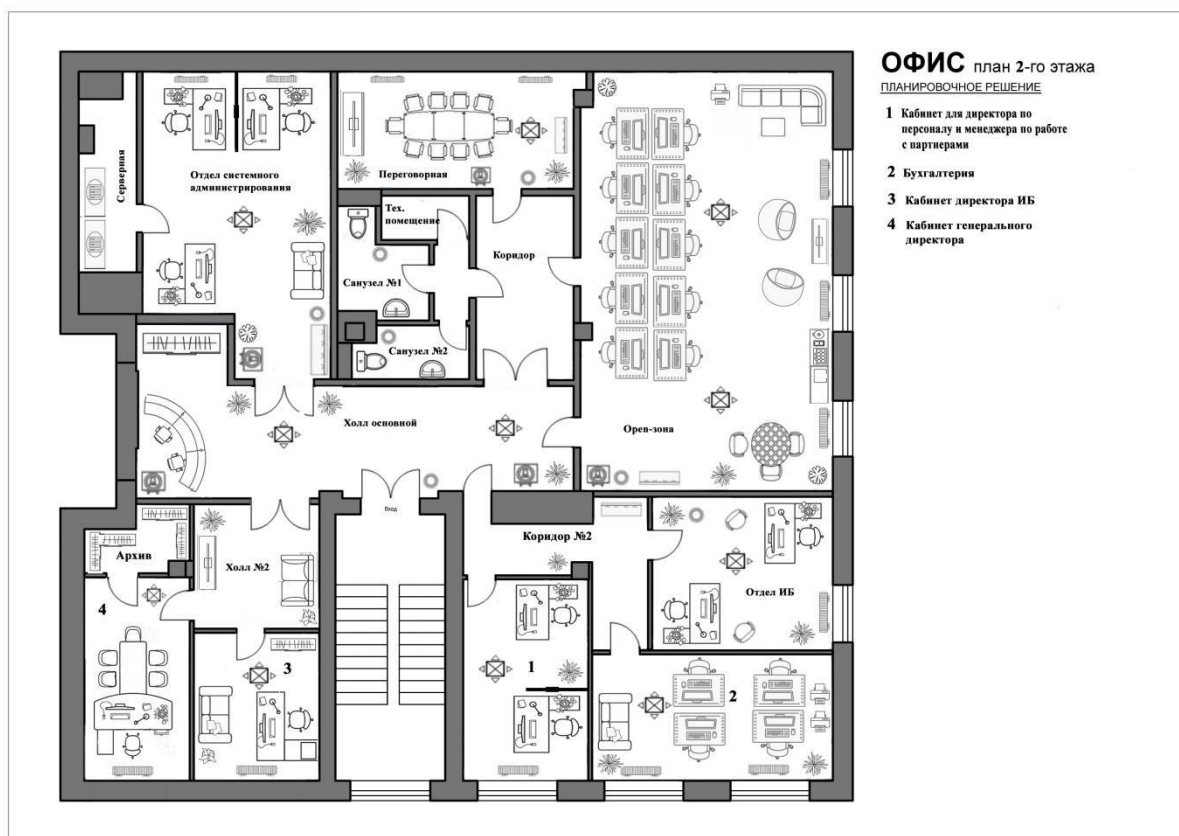 ОФИС план 2-го этажа
ПЛАНИРОВОЧНОЕ РЕШЕНИЕ
1 Кабинет для директора по
персоналу и менеджера по работе
с партнерами
2 Бухгалтерия
3 Кабинет директора ИБ
4 Кабинет генерального
директора
Серверная
Отдел системного
администрирования
Переговорная
Тех.
помещение
Коридор
Санузел №1
Санузел №2
Холл основной
Open-зона
Вход
Архив
Холл №2
Коридор №2
Отдел ИБ
4
3
1
2